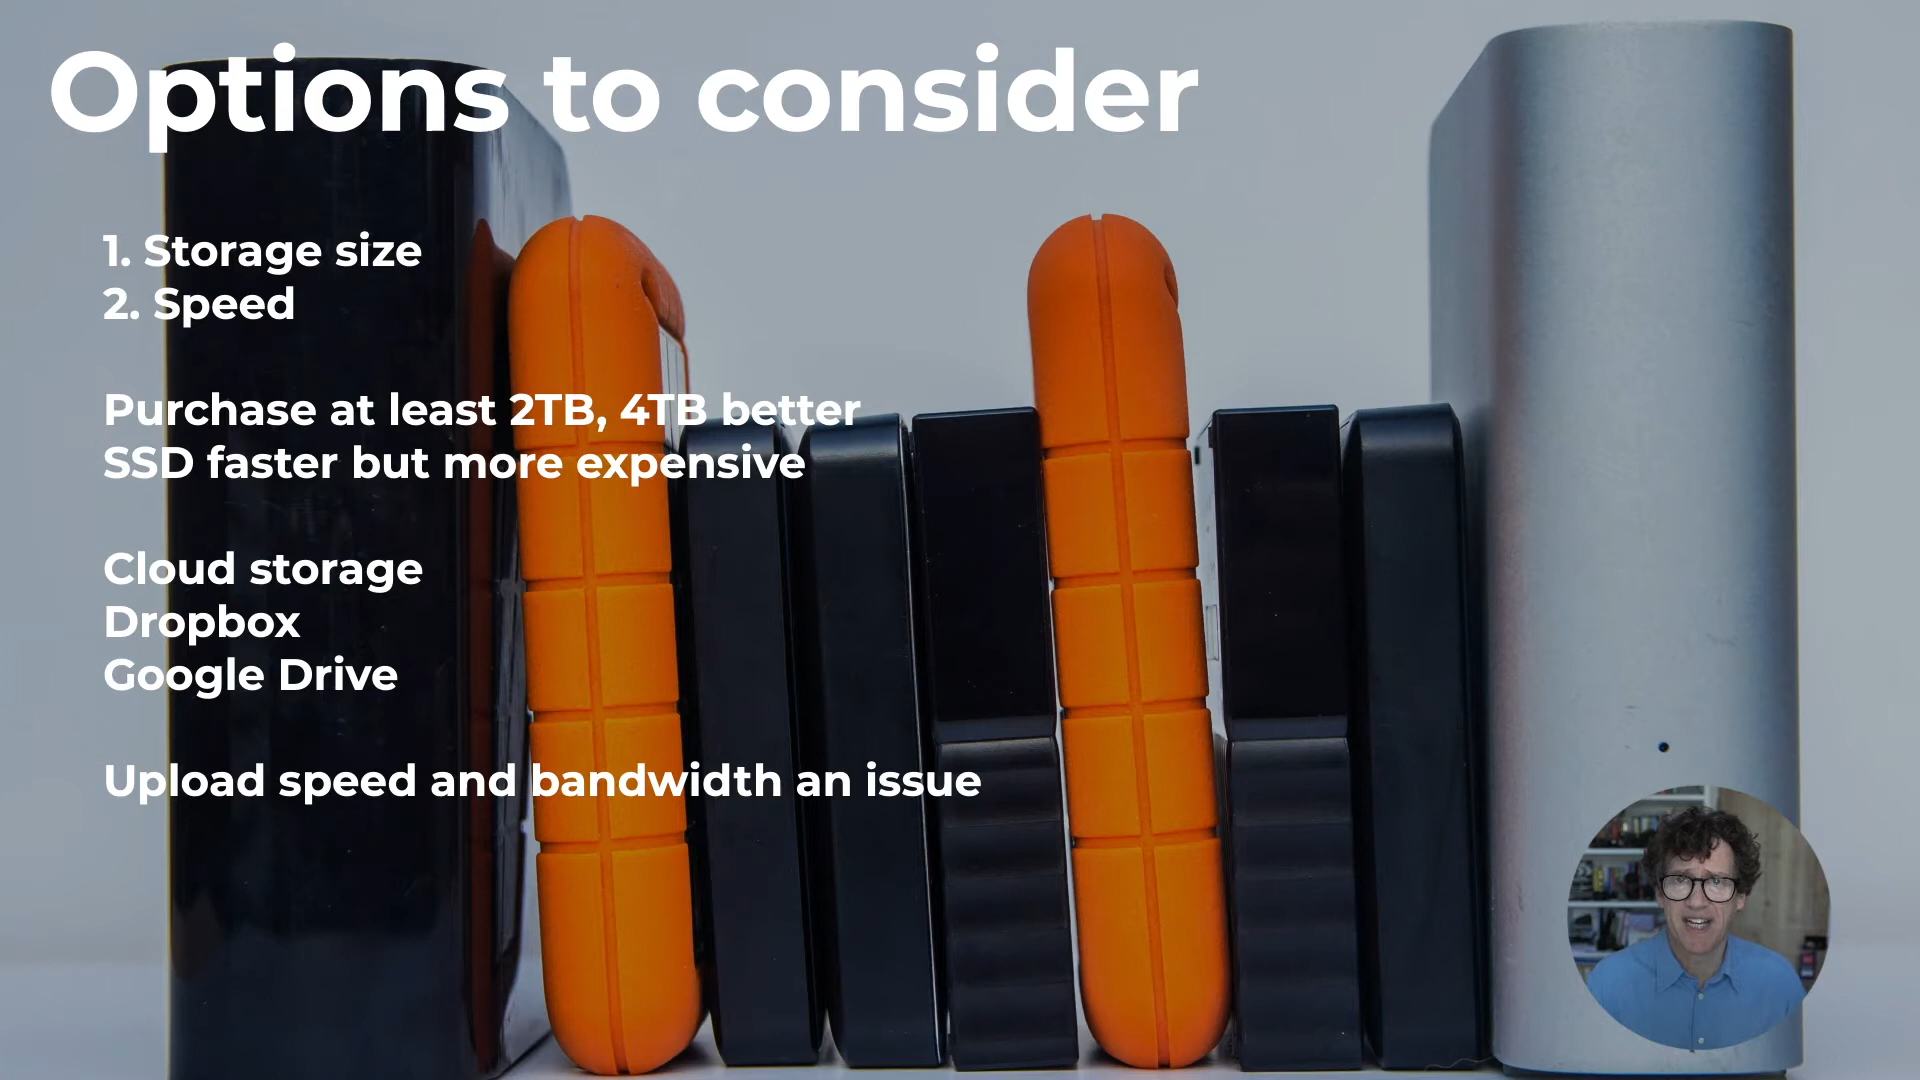 Options to consider
1. Storage size
2. Speed
Purchase at least 2TB, 4TB better
SSD faster but more expensive
Cloud storage
Dropbox
Google Drive
Upload speed and bandwidth an issue